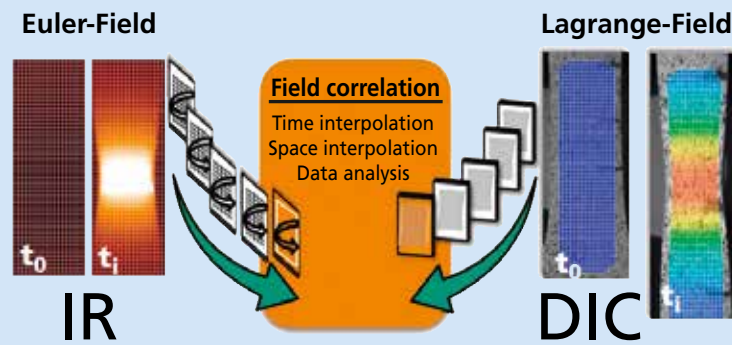 Euler-Field
Lagrange-Field
Field correlation
Time interpolation
Space interpolation
Data analysis
t0
ti
t0
ti
IR
DIC